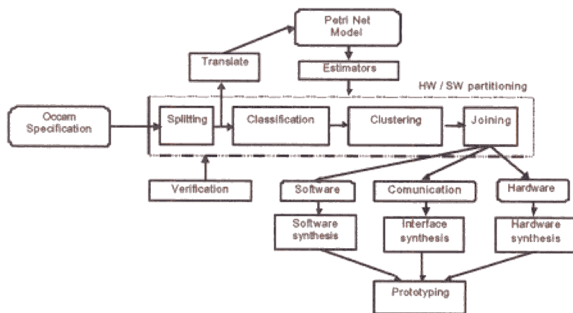 Petri Net
Model
Translate
Estimators
HW / SW partitioning
Occam
Specification
Splitting
Classification
Clustering
Joining
Verification
Software
Comunication
Hardware
Software
synthesis
Interface
synthesis
Hardware
synthesis
Prototyping